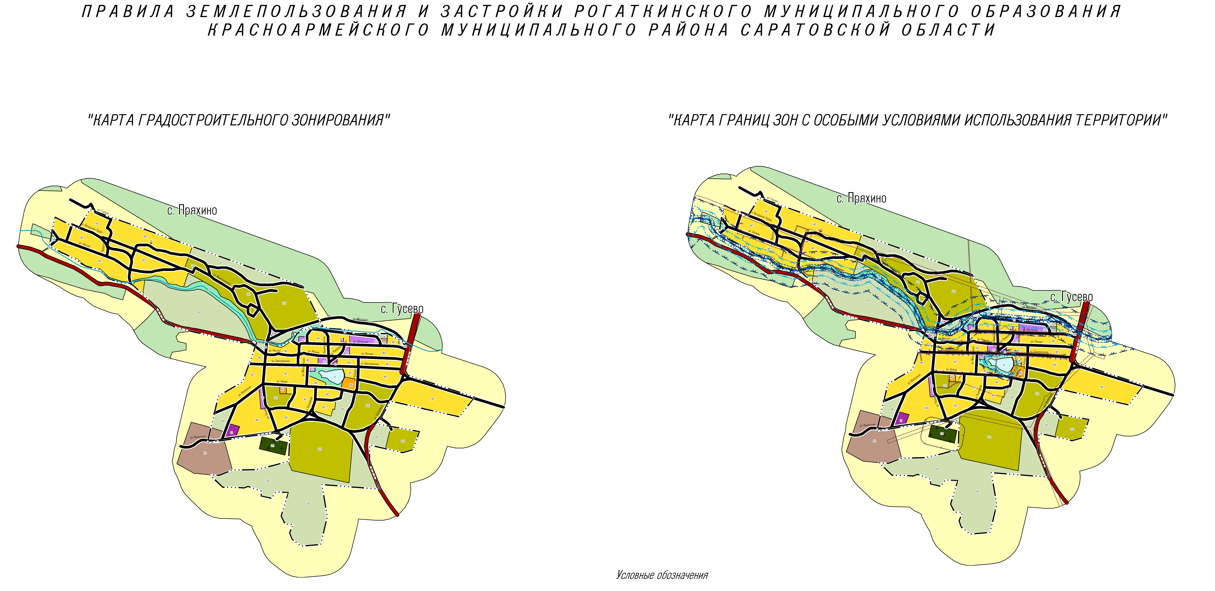 ПРАВИЛА ЗЕМЛЕПОЛЬЗОВАНИЯ И ЗАСТРОЙКИ РОГАТКИНСКОГО МУНИЦИПАЛЬНОГО ОБРАЗОВАНИЯ
КРАСНОАРМЕЙСКОГО МУНИЦИПАЛЬНОГО РАЙОНА САРАТОВСКОЙ ОБЛАСТИ
"КАРТА ГРАДОСТРОИТЕЛЬНОГО ЗОНИРОВАНИЯ"
"КАРТА ГРАНИЦ ЗОН С ОСОБЫМИ УСЛОВИЯМИ ИСПОЛЬЗОВАНИЯ ТЕРРИТОРИИ"
с. Пряхино
с. Гусево
с. Пряхино
с. Гусево
Условные обозначения